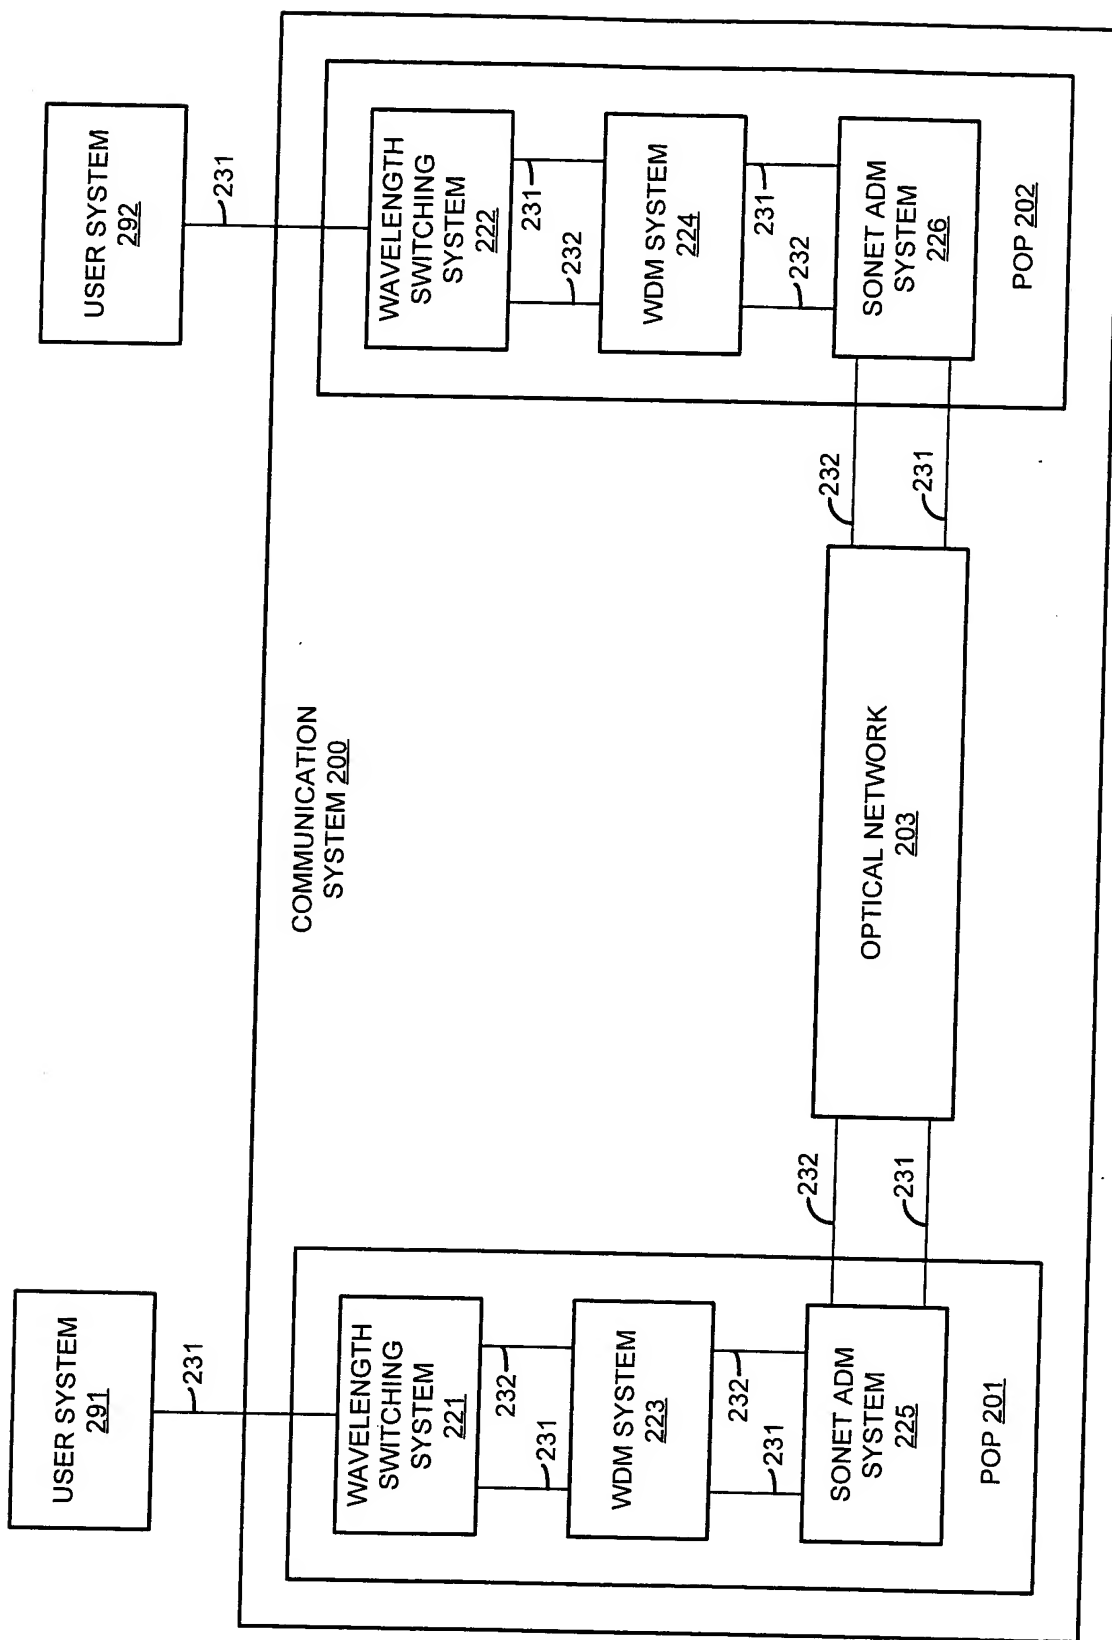 USER SYSTEM
291
231
USER SYSTEM
292
231
COMMUNICATION
SYSTEM 200
WAVELENGTH
SWITCHING
SYSTEM
221
231
232
WDM SYSTEM
223
231
232
SONET ADM
SYSTEM
225
POP 201
232
231
OPTICAL NETWORK
203
232
231
WAVELENGTH
SWITCHING
SYSTEM
222
232
231
WDM SYSTEM
224
232
231
SONET ADM
SYSTEM
226
POP 202